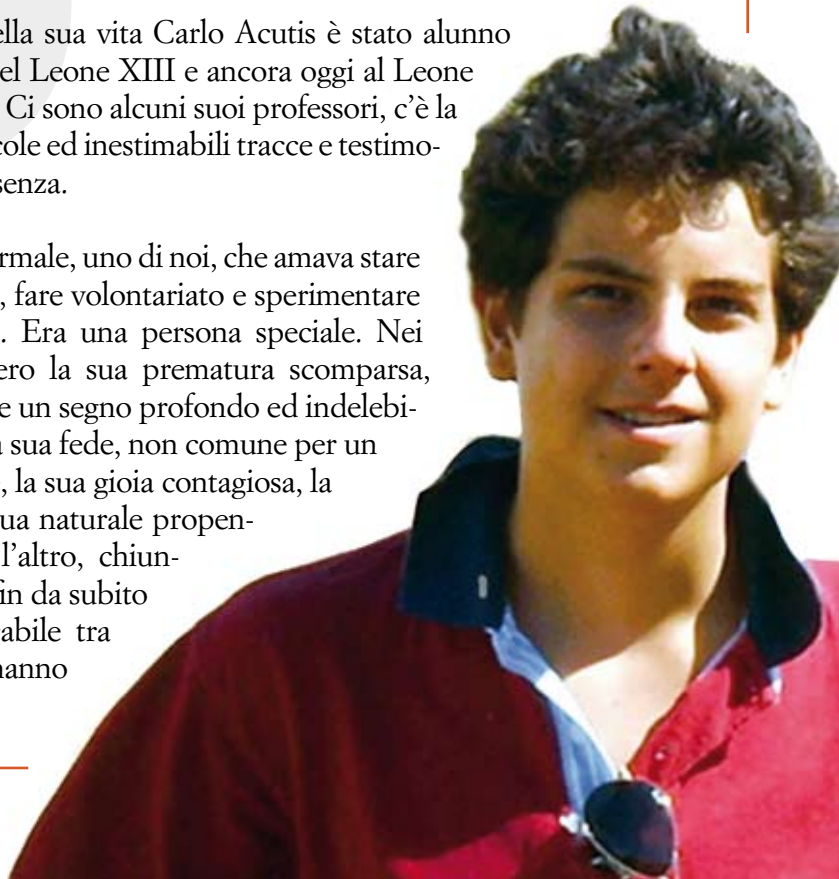 ella sua vita Carlo Acutis è stato alunno
el Leone XIII e ancora oggi al Leone
Ci sono alcuni suoi professori, c’è la
cole ed inestimabili tracce e testimo-
senza.
rmale, uno di noi, che amava stare
, fare volontariato e sperimentare
. Era una persona speciale. Nei
ero la sua prematura scomparsa,
e un segno profondo ed indelebi-
a sua fede, non comune per un
, la sua gioia contagiosa, la
ua naturale propen-
l’altro, chiun-
fin da subito
abile tra
hanno